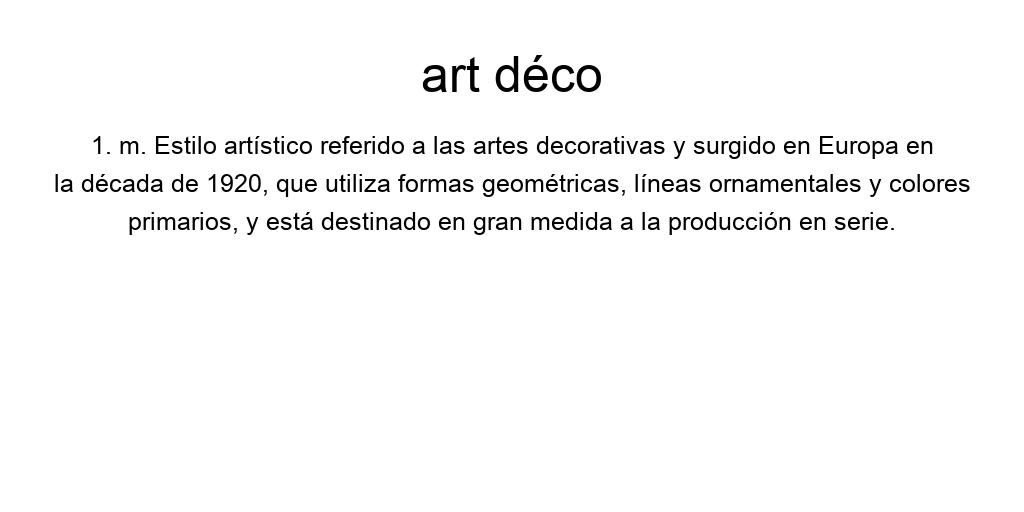 art déco
1. m. Estilo artístico referido a las artes decorativas y surgido en Europa en
la década de 1920, que utiliza formas geométricas, líneas ornamentales y colores
primarios, y está destinado en gran medida a la producción en serie.